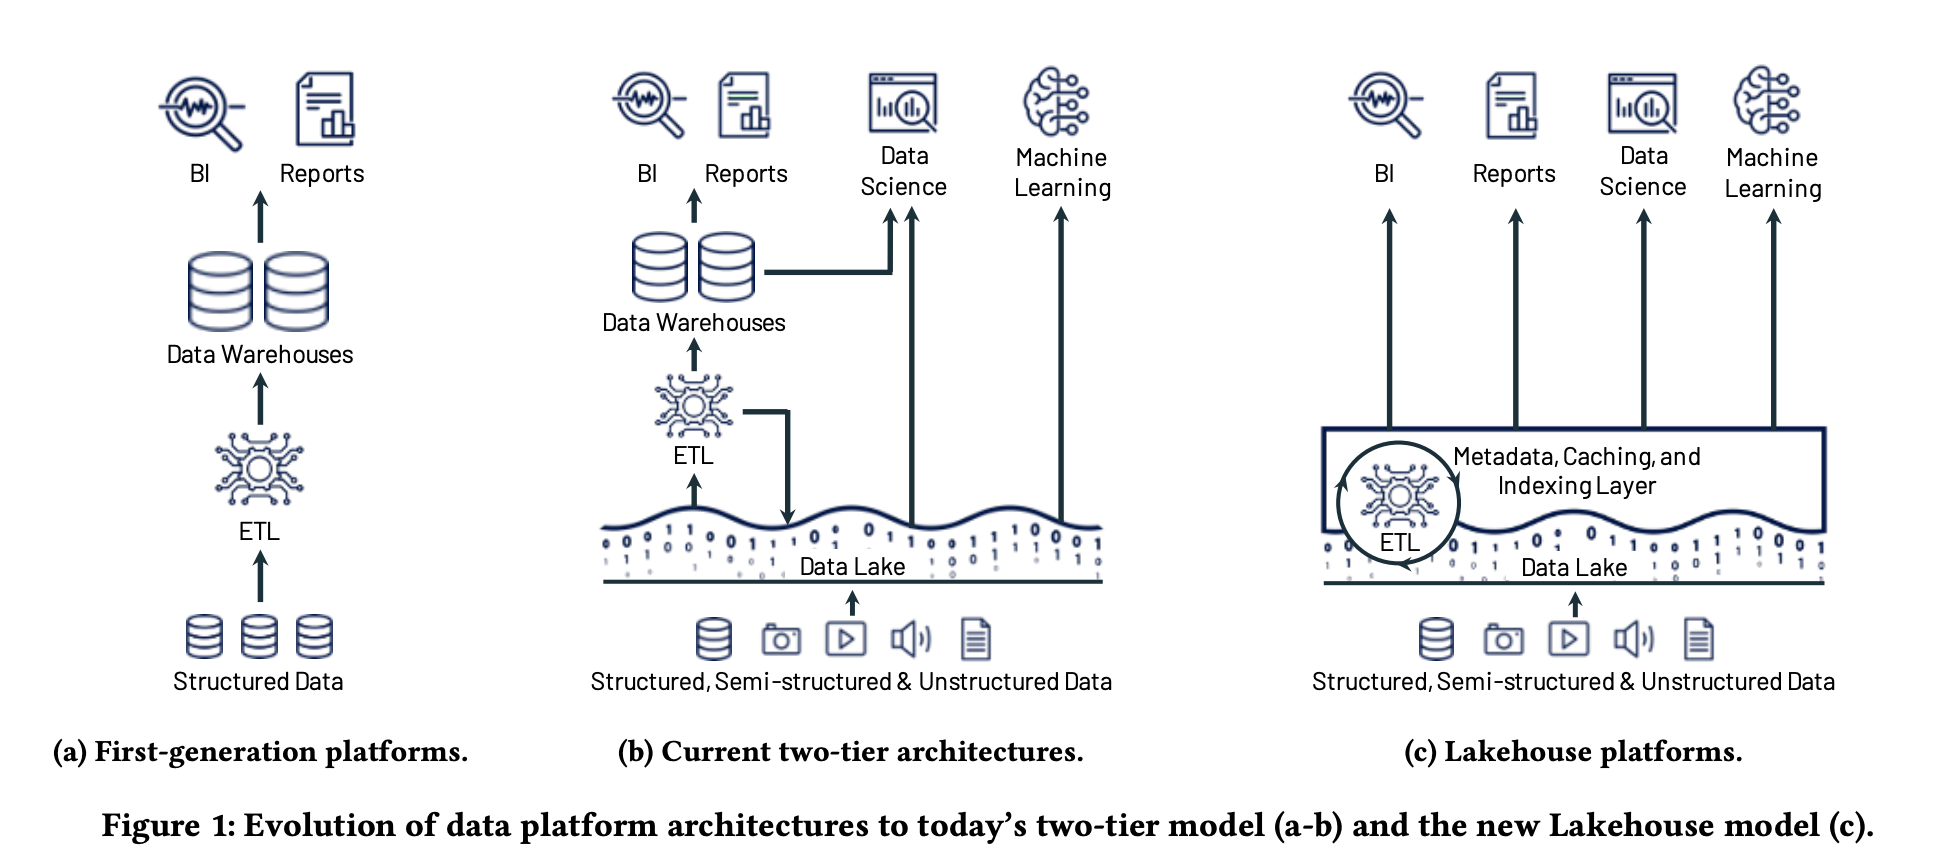 BI
Reports
Data Warehouses
ETL
Structured Data
(a) First-generation platforms.
BI
Reports
Data
Science
Machine
Learning
Data Warehouses
ETL
Data Lake
Structured, Semi-structured & Unstructured Data
(b) Current two-tier architectures.
BI
Reports
Data
Science
Machine
Learning
Metadata, Caching, and
Indexing Layer
ETL
Data Lake
Structured, Semi-structured & Unstructured Data
(c) Lakehouse platforms.
Figure 1: Evolution of data platform architectures to today's two-tier model (a-b) and the new Lakehouse model (c).